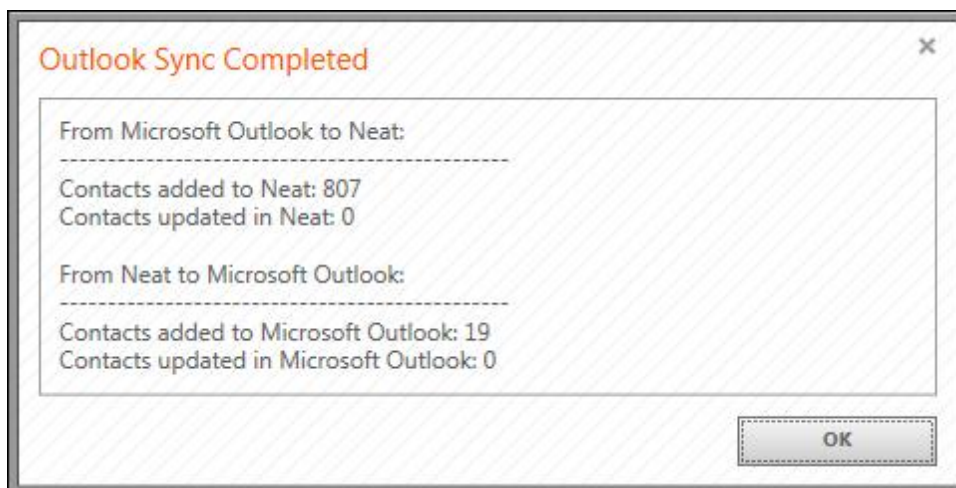 Outlook Sync Completed
From Microsoft Outlook to Neat:
-----------------------------------------------
Contacts added to Neat: 807
Contacts updated in Neat: 0
From Neat to Microsoft Outlook:
-----------------------------------------------
Contacts added to Microsoft Outlook: 19
Contacts updated in Microsoft Outlook: 0
OK